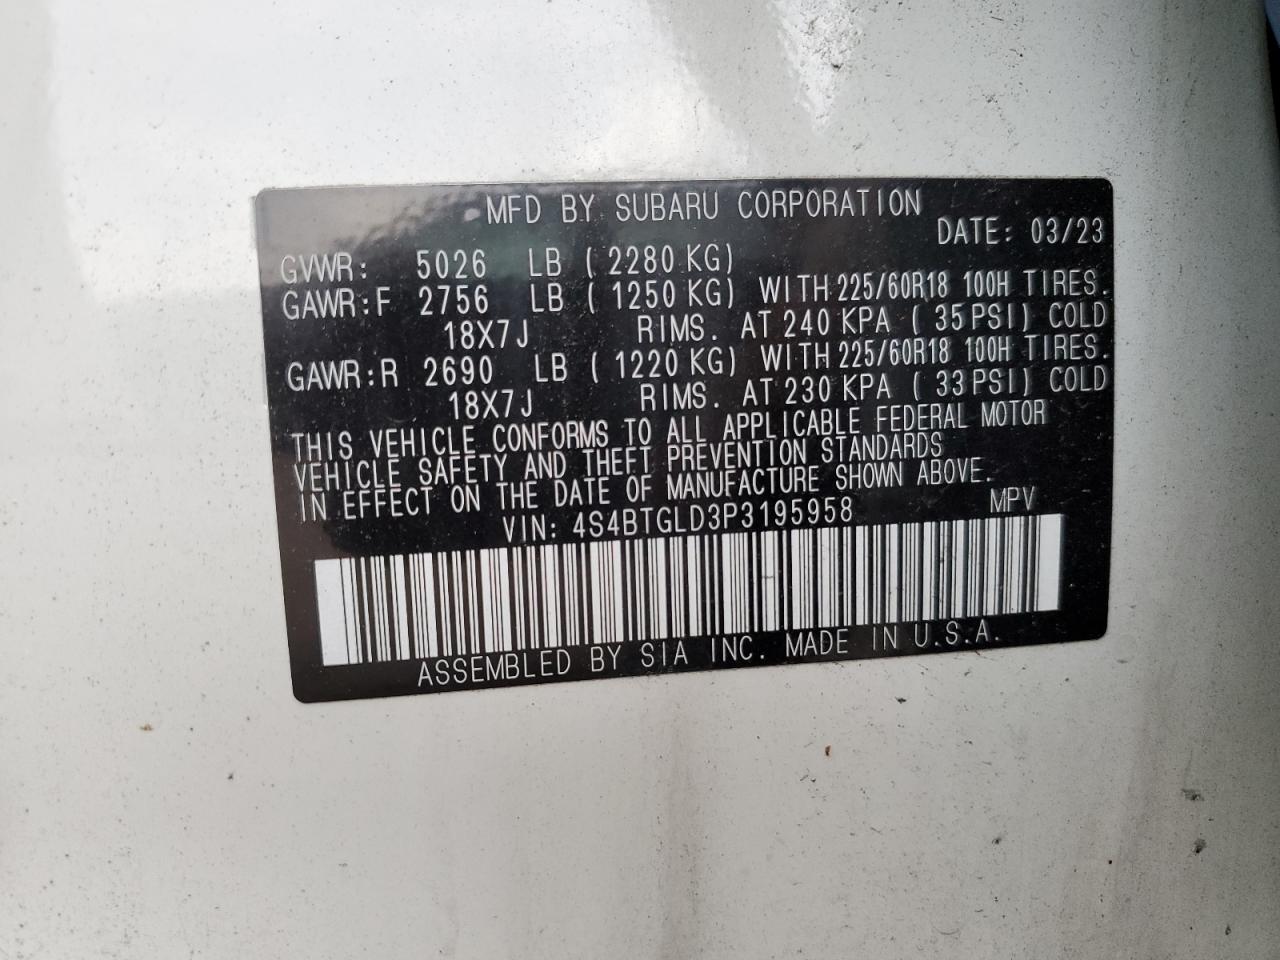 MFD BY SUBARU CORPORATION
DATE: 03/23
GVWR: 5026 LB ( 2280 KG)
GAWR:F 2756 LB ( 1250 KG) WITH 225/60R18 100H TIRES.
18X7J RIMS. AT 240 KPA ( 35 PSI) COLD
GAWR:R 2690 LB ( 1220 KG) WITH 225/60R18 100H TIRES.
18X7J RIMS. AT 230 KPA ( 33 PSI) COLD
THIS VEHICLE CONFORMS TO ALL APPLICABLE FEDERAL MOTOR
VEHICLE SAFETY AND THEFT PREVENTION STANDARDS
IN EFFECT ON THE DATE OF MANUFACTURE SHOWN ABOVE.
VIN: 4S4BTGLD3P3195958 MPV
ASSEMBLED BY SIA INC. MADE IN U.S.A.